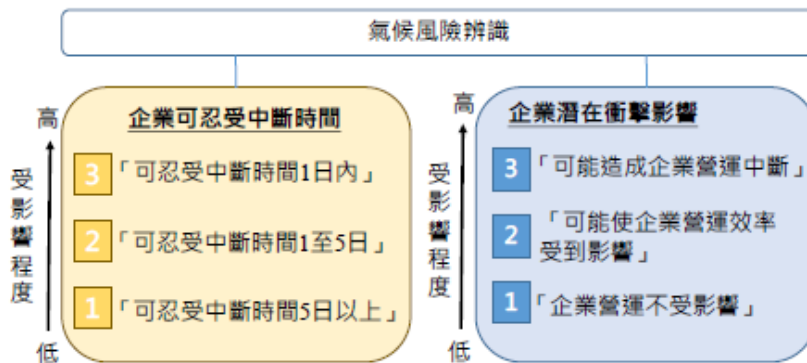 氣候風險辨識
企業可忍受中斷時間
高
受影響程度
低
3
「可忍受中斷時間1日內」
2
「可忍受中斷時間1至5日」
1
「可忍受中斷時間5日以上」
企業潛在衝擊影響
高
受影響程度
低
3
「可能造成企業營運中斷」
2
「可能使企業營運效率
受到影響」
1
「企業營運不受影響」